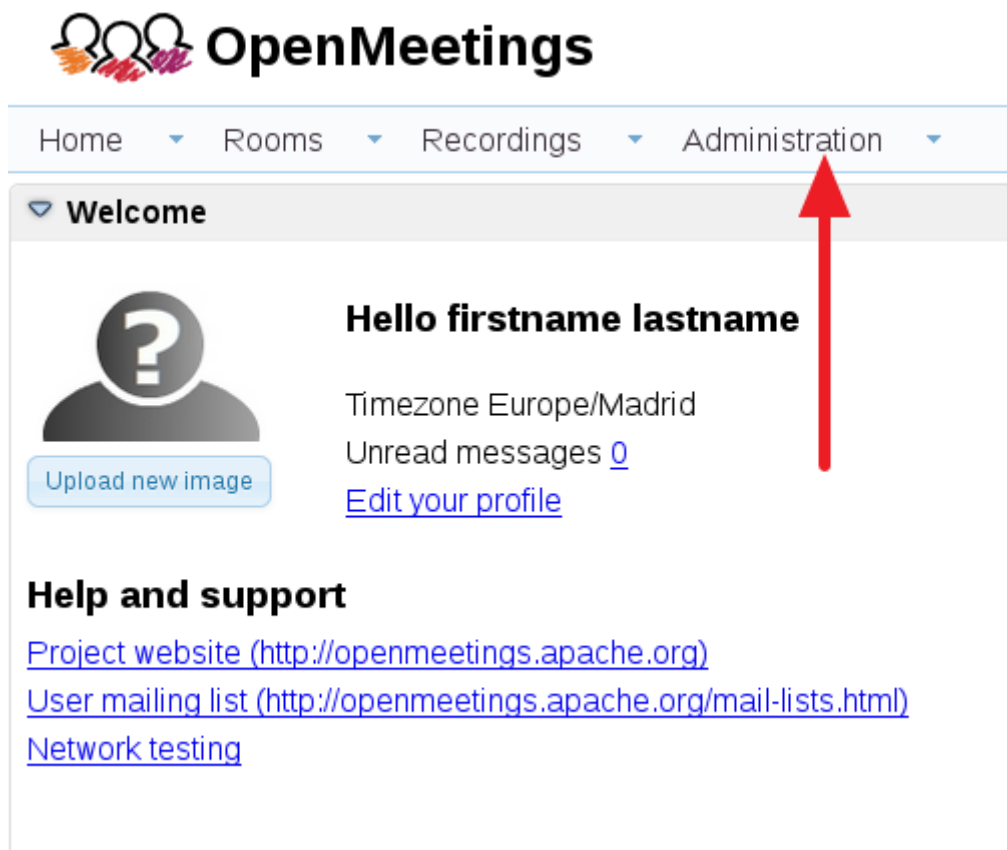 OpenMeetings
Home Rooms Recordings Administration
Welcome
?
Hello firstname lastname
Timezone Europe/Madrid
Unread messages 0
Edit your profile
Upload new image
Help and support
Project website (http://openmeetings.apache.org)
User mailing list (http://openmeetings.apache.org/mail-lists.html)
Network testing